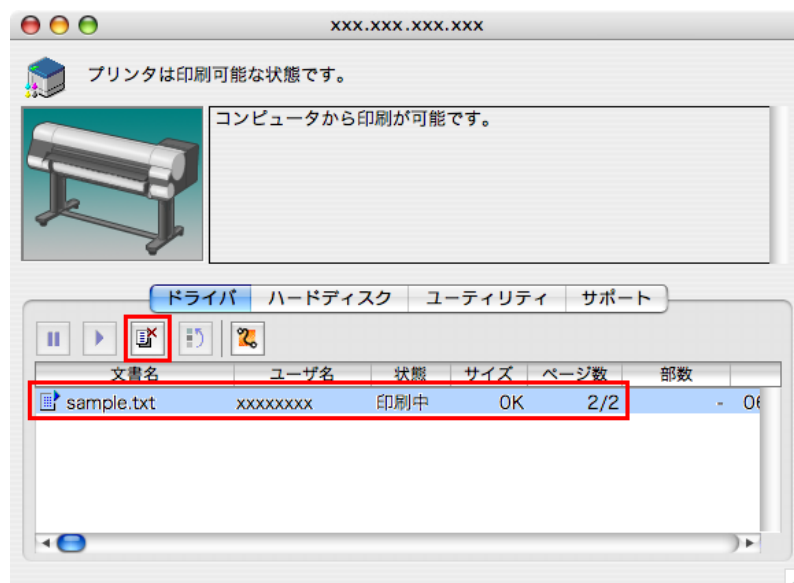 xxx.xxx.xxx.xxx
プリンタは印刷可能な状態です。
コンピュータから印刷が可能です。
ドライバ ハードディスク ユーティリティ サポート
文書名 ユーザ名 状態 サイズ ページ数 部数
sample.txt xxxxxxxx 印刷中 0K 2/2 -